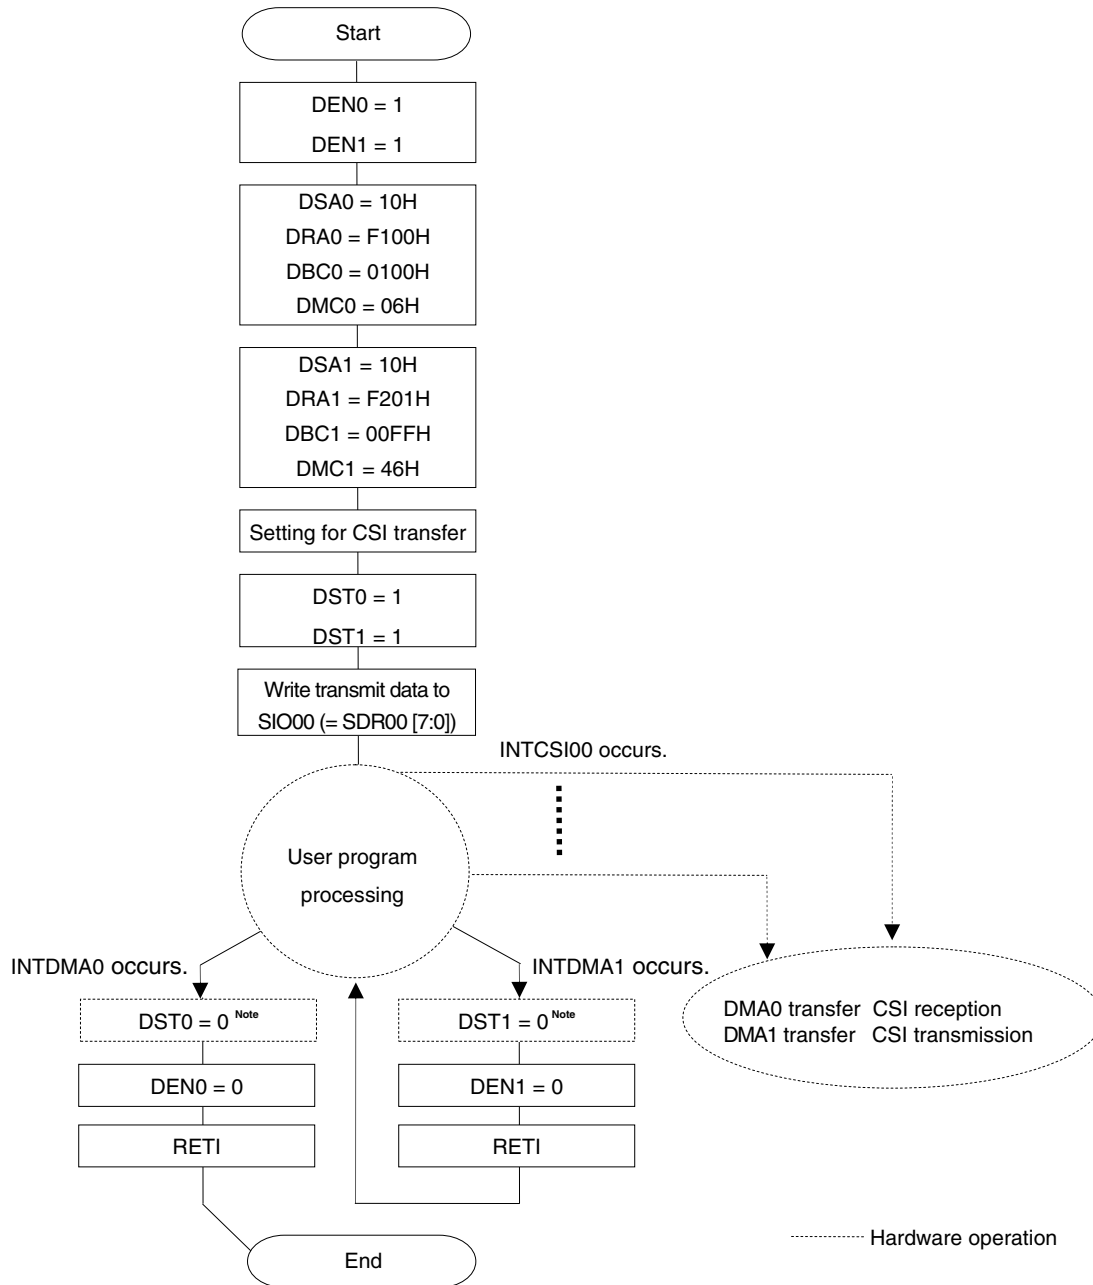 Start
DEN0 = 1
DEN1 = 1
DSA0 = 10H
DRA0 = F100H
DBC0 = 0100H
DMC0 = 06H
DSA1 = 10H
DRA1 = F201H
DBC1 = 00FFH
DMC1 = 46H
Setting for CSI transfer
DST0 = 1
DST1 = 1
Write transmit data to
SIO00 (= SDR00 [7:0])
INTCSI00 occurs.
User program
processing
INTDMA0 occurs.
INTDMA1 occurs.
DST0 = 0 Note
DST1 = 0 Note
DMA0 transfer CSI reception
DMA1 transfer CSI transmission
DEN0 = 0
DEN1 = 0
RETI
RETI
Hardware operation
End